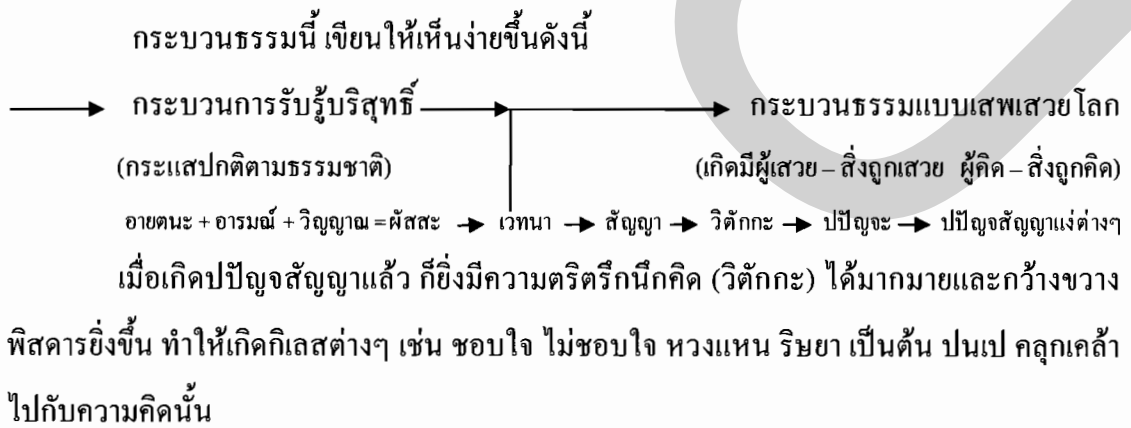 กระบวนธรรมนี้ เขียนให้เห็นง่ายขึ้นดังนี้
กระบวนการรับรู้บริสุทธิ์ กระบวนธรรมแบบเสพเสวยโลก
(กระแสปกติตามธรรมชาติ) (เกิดมีผู้เสวย – สิ่งถูกเสวย ผู้คิด – สิ่งถูกคิด)
อายตนะ + อารมณ์ + วิญญาณ = ผัสสะ → เวทนา → สัญญา → วิตักกะ → ปปัญจะ → ปปัญจสัญญาแง่ต่างๆ
เมื่อเกิดปปัญจสัญญาแล้ว ก็ยิ่งมีความตริตรึกนึกคิด (วิตักกะ) ได้มากมายและกว้างขวาง
พิสดารยิ่งขึ้น ทำให้เกิดกิเลสต่างๆ เช่น ชอบใจ ไม่ชอบใจ หวงแหน ริษยา เป็นต้น ปนเป คลุกเคล้า
ไปกับความคิดนั้น